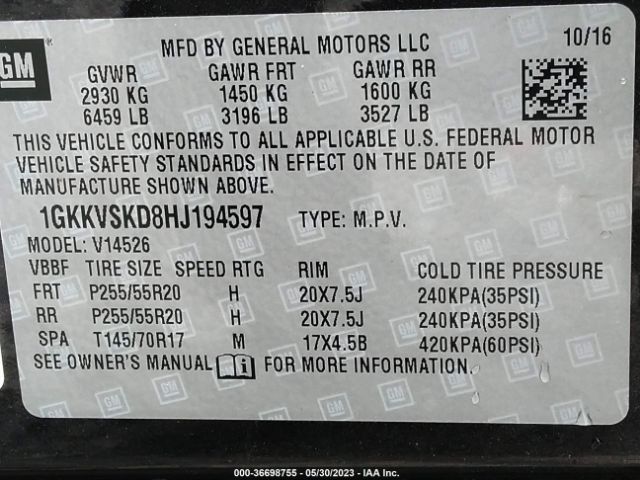 GM
MFD BY GENERAL MOTORS LLC 10/16
GVWR GAWR FRT GAWR RR
2930 KG 1450 KG 1600 KG
6459 LB 3196 LB 3527 LB
THIS VEHICLE CONFORMS TO ALL APPLICABLE U.S. FEDERAL MOTOR
VEHICLE SAFETY STANDARDS IN EFFECT ON THE DATE OF
MANUFACTURE SHOWN ABOVE.
1GKKVSKD8HJ194597 TYPE: M.P.V.
MODEL: V14526
VBBF TIRE SIZE SPEED RTG RIM COLD TIRE PRESSURE
FRT P255/55R20 H 20X7.5J 240KPA(35PSI)
RR P255/55R20 H 20X7.5J 240KPA(35PSI)
SPA T145/70R17 M 17X4.5B 420KPA(60PSI)
SEE OWNER'S MANUAL i FOR MORE INFORMATION.
000-36698755 - 05/30/2023 - IAA Inc.